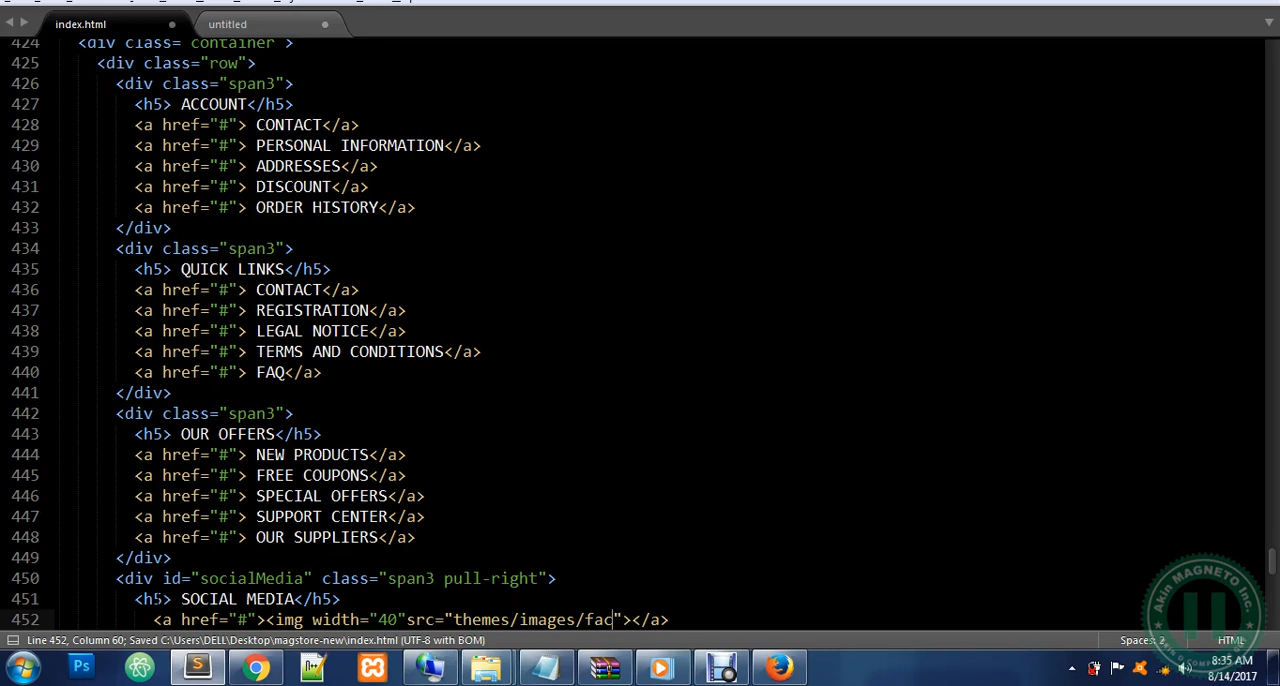 index.html
untitled
424 <div class="container">
425 <div class="row">
426 <div class="span3">
427 <h5> ACCOUNT</h5>
428 <a href="#"> CONTACT</a>
429 <a href="#"> PERSONAL INFORMATION</a>
430 <a href="#"> ADDRESSES</a>
431 <a href="#"> DISCOUNT</a>
432 <a href="#"> ORDER HISTORY</a>
433 </div>
434 <div class="span3">
435 <h5> QUICK LINKS</h5>
436 <a href="#"> CONTACT</a>
437 <a href="#"> REGISTRATION</a>
438 <a href="#"> LEGAL NOTICE</a>
439 <a href="#"> TERMS AND CONDITIONS</a>
440 <a href="#"> FAQ</a>
441 </div>
442 <div class="span3">
443 <h5> OUR OFFERS</h5>
444 <a href="#"> NEW PRODUCTS</a>
445 <a href="#"> FREE COUPONS</a>
446 <a href="#"> SPECIAL OFFERS</a>
447 <a href="#"> SUPPORT CENTER</a>
448 <a href="#"> OUR SUPPLIERS</a>
449 </div>
450 <div id="socialMedia" class="span3 pull-right">
451 <h5> SOCIAL MEDIA</h5>
452 <a href="#"><img width="40"src="themes/images/fac"></a>
Akin MAGNETO Inc.
Line 452, Column 60; Saved C:\Users\DELL\Desktop\magstore-new\index.html (UTF-8 with BOM)
Spaces: 2
HTML
Ps
8:35 AM
8/14/2017